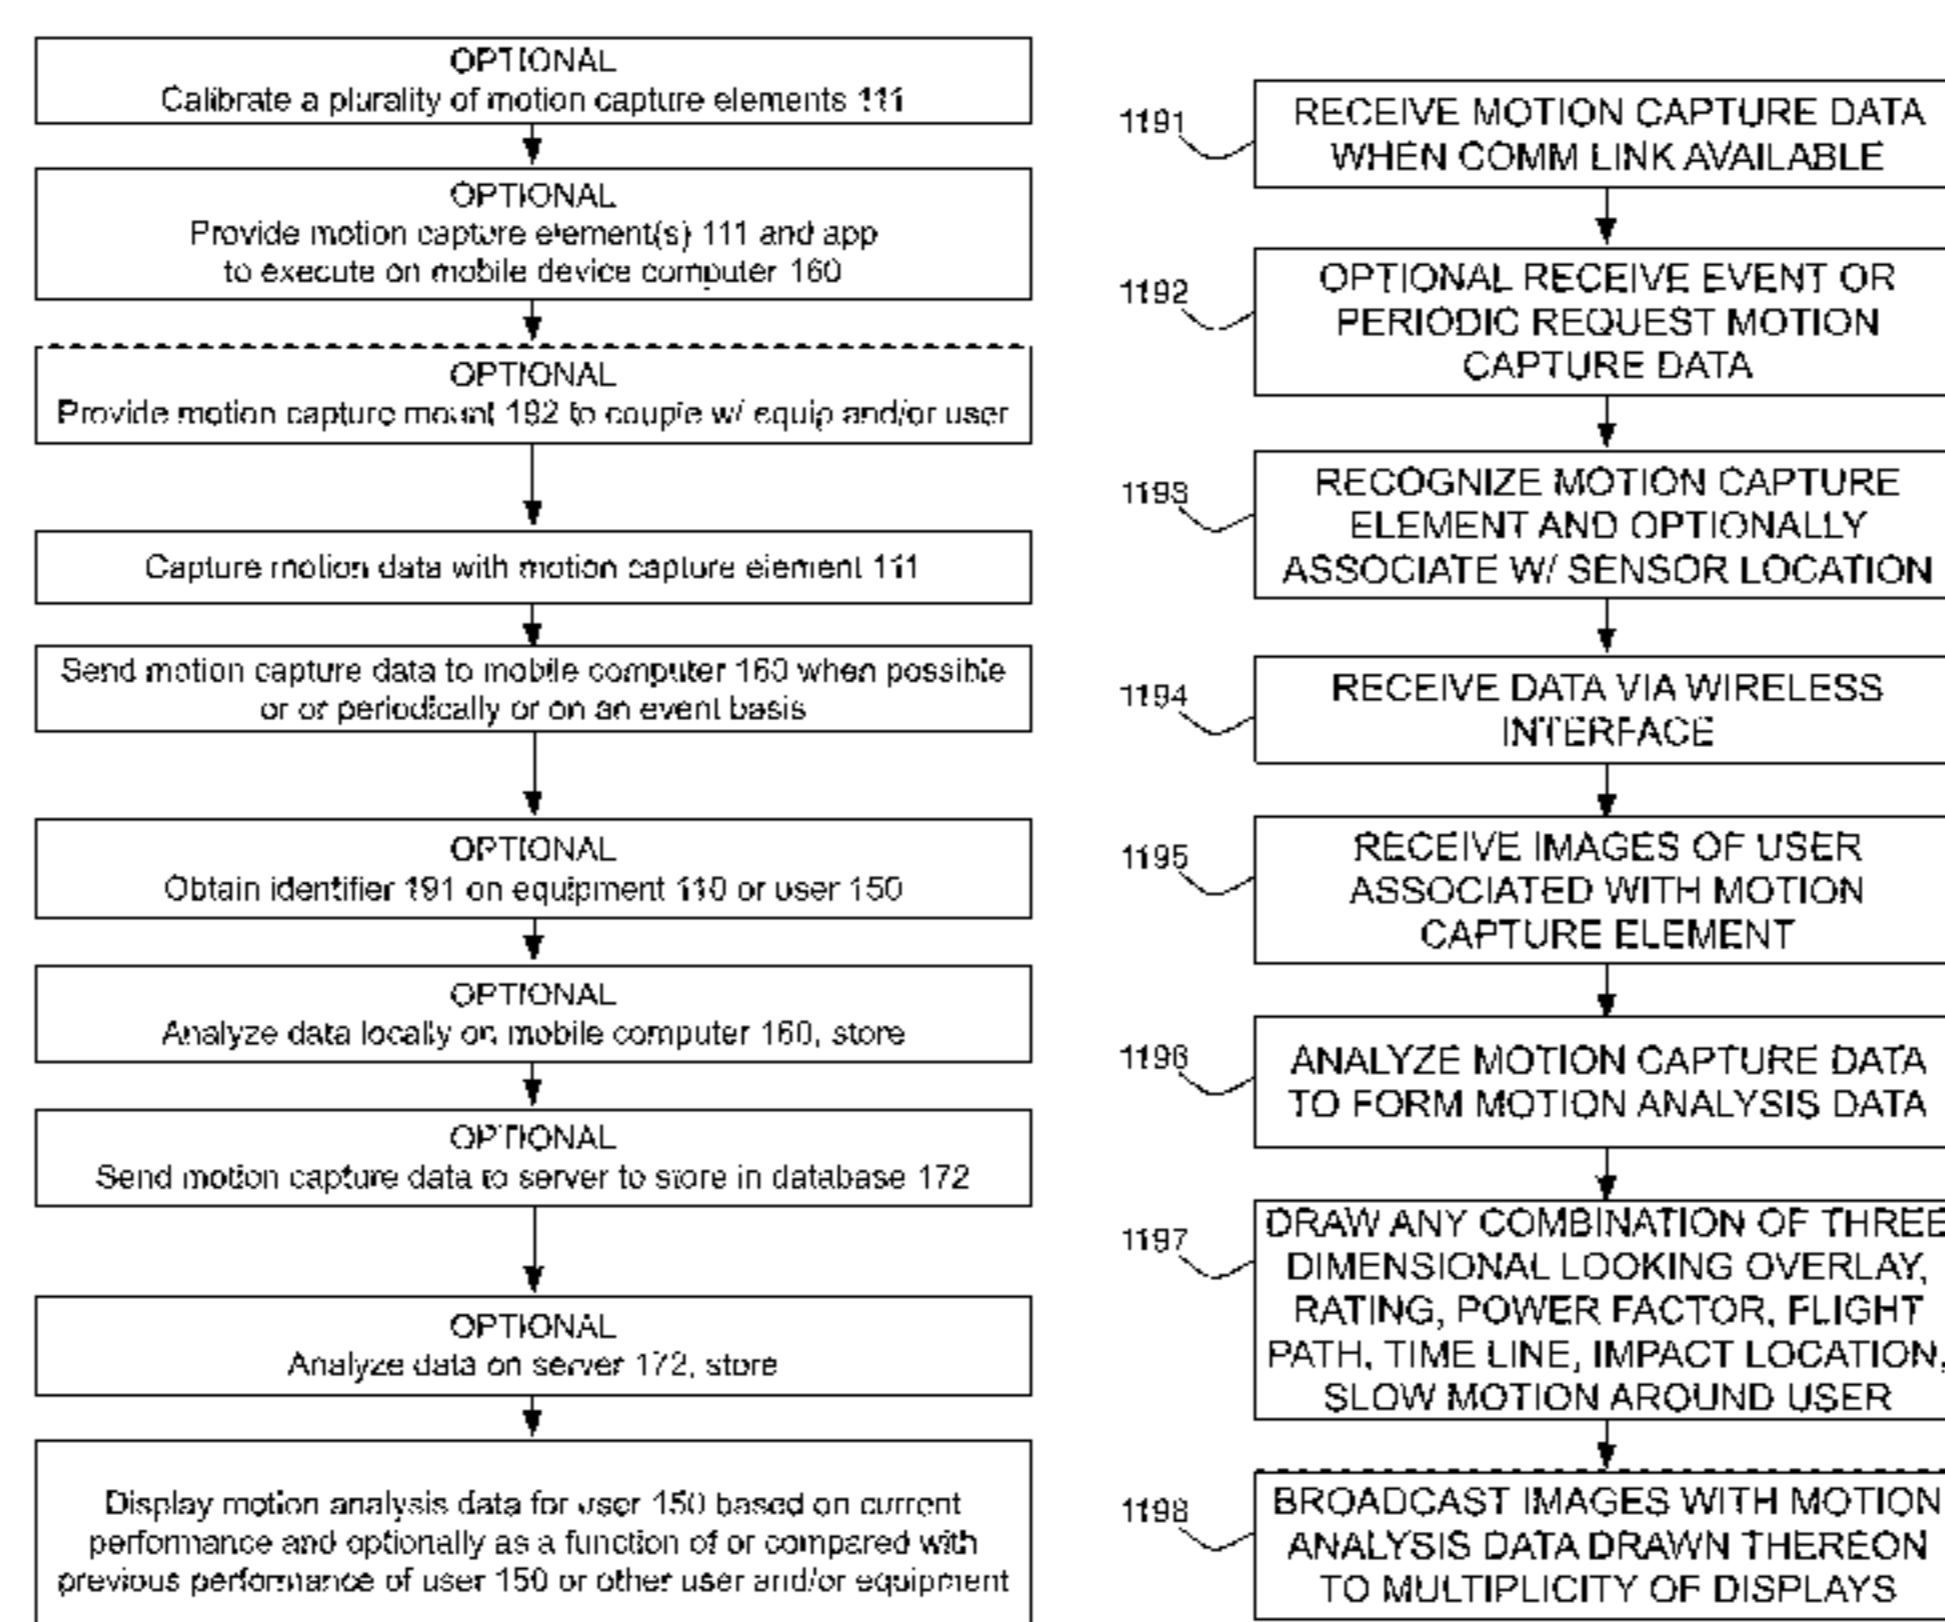 OPTIONAL
Calibrate a plurality of motion capture elements 111
OPTIONAL
Provide motion capture element(s) 111 and app
to execute on mobile device computer 160
OPTIONAL
Provide motion capture mount 192 to couple w/ equip and/or user
Capture motion data with motion capture element 111
Send motion capture data to mobile computer 160 when possible
or or periodically or on an event basis
OPTIONAL
Obtain identifier 191 on equipment 110 or user 150
OPTIONAL
Analyze data locally on mobile computer 160, store
OPTIONAL
Send motion capture data to server to store in database 172
OPTIONAL
Analyze data on server 172, store
Display motion analysis data for user 150 based on current
performance and optionally as a function of or compared with
previous performance of user 150 or other user and/or equipment
1191
RECEIVE MOTION CAPTURE DATA
WHEN COMM LINK AVAILABLE
1192
OPTIONAL RECEIVE EVENT OR
PERIODIC REQUEST MOTION
CAPTURE DATA
1193
RECOGNIZE MOTION CAPTURE
ELEMENT AND OPTIONALLY
ASSOCIATE W/ SENSOR LOCATION
1194
RECEIVE DATA VIA WIRELESS
INTERFACE
1195
RECEIVE IMAGES OF USER
ASSOCIATED WITH MOTION
CAPTURE ELEMENT
1196
ANALYZE MOTION CAPTURE DATA
TO FORM MOTION ANALYSIS DATA
1197
DRAW ANY COMBINATION OF THREE
DIMENSIONAL LOOKING OVERLAY,
RATING, POWER FACTOR, FLIGHT
PATH, TIME LINE, IMPACT LOCATION,
SLOW MOTION AROUND USER
1198
BROADCAST IMAGES WITH MOTION
ANALYSIS DATA DRAWN THEREON
TO MULTIPLICITY OF DISPLAYS